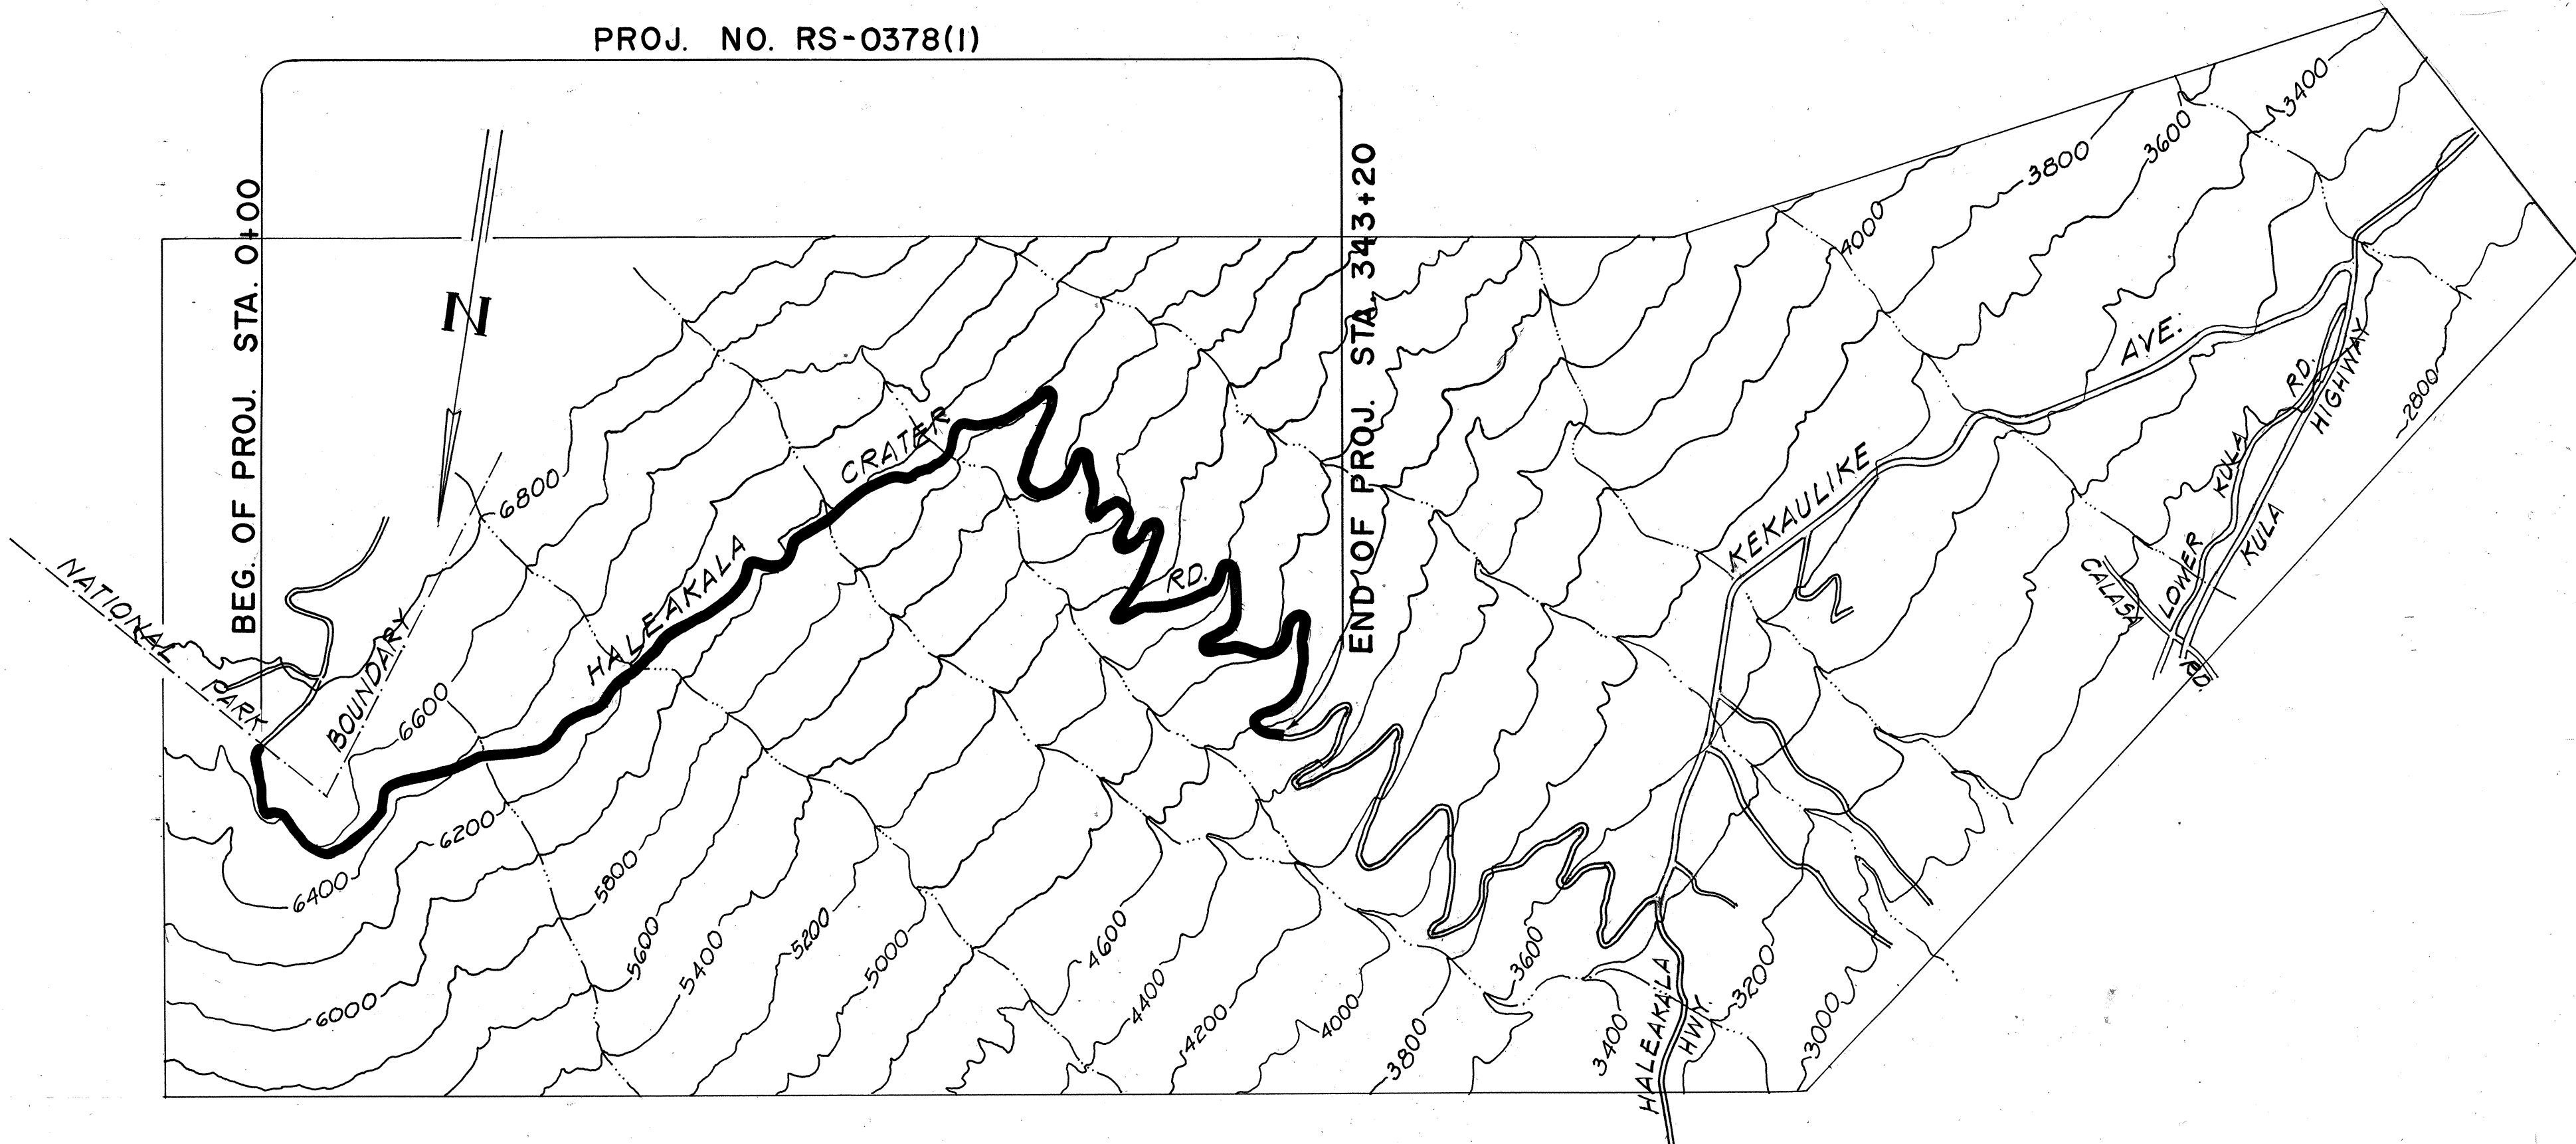 PROJ. NO. RS-0378(1)
BEG. OF PROJ. STA. 0+00
END OF PROJ. STA. 343+20
N
NATIONAL
PARK
BOUNDARY
HALEAKALA
CRATER
RD.
KEKAULIKE
AVE.
LOWER
KULA
RD.
KULA
HIGHWAY
CALASA
RD.
HALEAKALA
HWY.
6800
6600
6400
6200
6000
5800
5600
5400
5200
5000
4600
4400
4200
4000
3800
3600
3400
3200
3000
4000
3800
3600
3400
2800